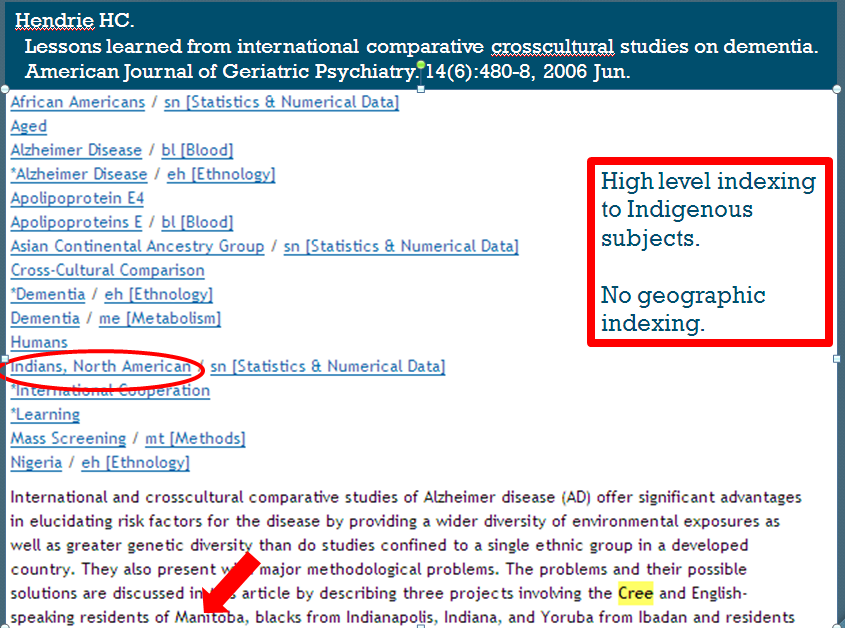 Hendrie HC.
Lessons learned from international comparative crosscultural studies on dementia.
American Journal of Geriatric Psychiatry. 14(6):480-8, 2006 Jun.
African Americans / sn [Statistics & Numerical Data]
Aged
Alzheimer Disease / bl [Blood]
*Alzheimer Disease / eh [Ethnology]
Apolipoprotein E4
Apolipoproteins E / bl [Blood]
Asian Continental Ancestry Group / sn [Statistics & Numerical Data]
Cross-Cultural Comparison
*Dementia / eh [Ethnology]
Dementia / me [Metabolism]
Humans
Indians, North American / sn [Statistics & Numerical Data]
*International Cooperation
*Learning
Mass Screening / mt [Methods]
Nigeria / eh [Ethnology]
High level indexing
to Indigenous
subjects.
No geographic
indexing.
International and crosscultural comparative studies of Alzheimer disease (AD) offer significant advantages
in elucidating risk factors for the disease by providing a wider diversity of environmental exposures as
well as greater genetic diversity than do studies confined to a single ethnic group in a developed
country. They also present major methodological problems. The problems and their possible
solutions are discussed in article by describing three projects involving the Cree and English-
speaking residents of Manitoba, blacks from Indianapolis, Indiana, and Yoruba from Ibadan and residents